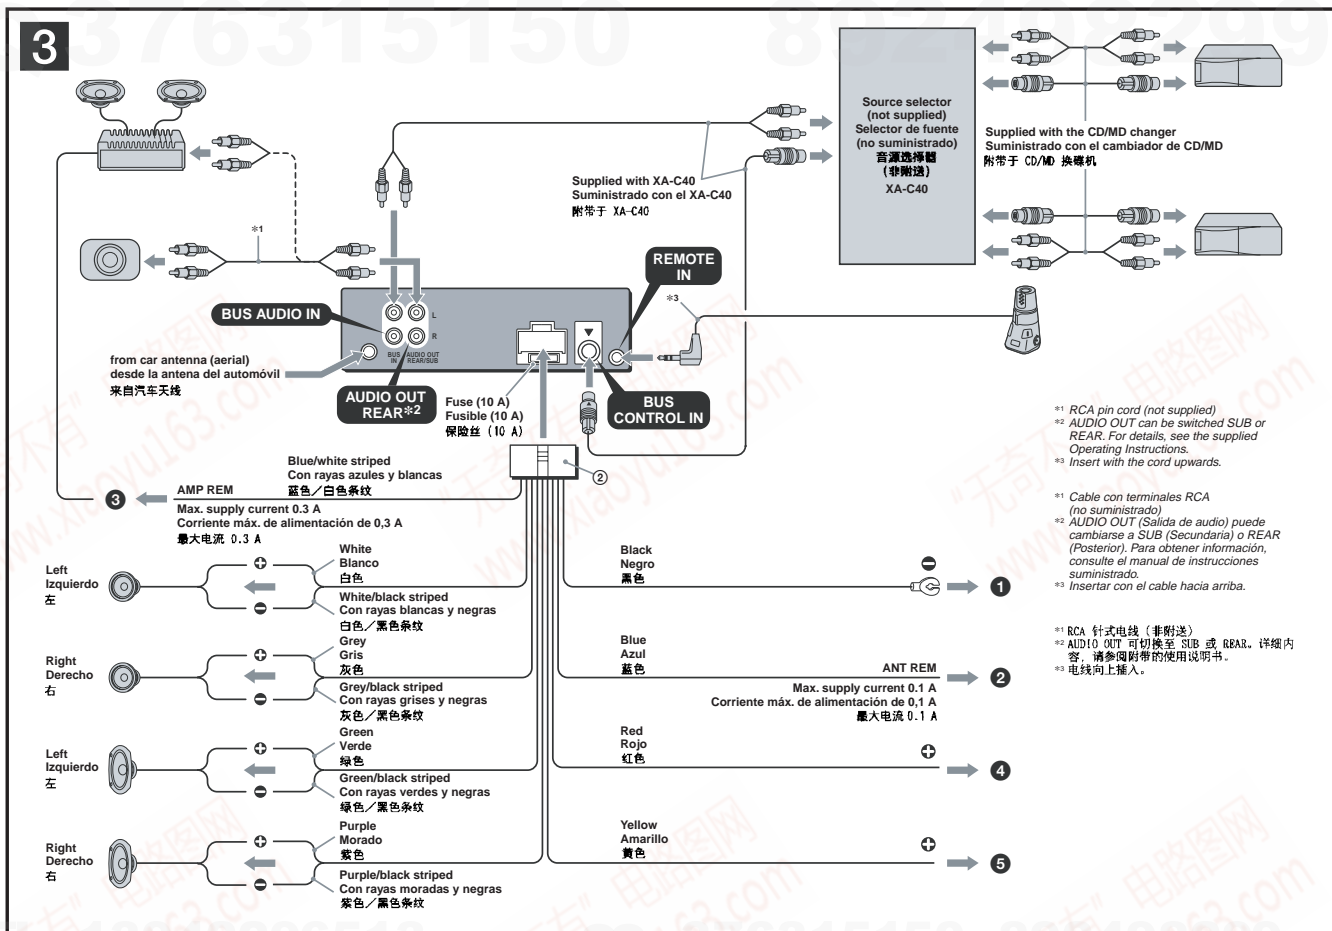 3
Source selector
(not supplied)
Selector de fuente
(no suministrado)
音源选择器
(非附送)
XA-C40
Supplied with the CD/MD changer
Suministrado con el cambiador de CD/MD
附带于 CD/MD 换碟机
Supplied with XA-C40
Suministrado con el XA-C40
附带于 XA-C40
*1
REMOTE
IN
*3
BUS AUDIO IN
L
R
BUS
IN
AUDIO OUT
REAR/SUB
from car antenna (aerial)
desde la antena del automóvil
来自汽车天线
AUDIO OUT
REAR*2
Fuse (10 A)
Fusible (10 A)
保险丝 (10 A)
BUS
CONTROL IN
②
Blue/white striped
Con rayas azules y blancas
蓝色／白色条纹
❸
AMP REM
Max. supply current 0.3 A
Corriente máx. de alimentación de 0,3 A
最大电流 0.3 A
Left
Izquierdo
左
White
Blanco
白色
White/black striped
Con rayas blancas y negras
白色／黑色条纹
Right
Derecho
右
Grey
Gris
灰色
Grey/black striped
Con rayas grises y negras
灰色／黑色条纹
Left
Izquierdo
左
Green
Verde
绿色
Green/black striped
Con rayas verdes y negras
绿色／黑色条纹
Right
Derecho
右
Purple
Morado
紫色
Purple/black striped
Con rayas moradas y negras
紫色／黑色条纹
Black
Negro
黑色
❶
Blue
Azul
蓝色
ANT REM
❷
Max. supply current 0.1 A
Corriente máx. de alimentación de 0,1 A
最大电流 0.1 A
Red
Rojo
红色
❹
Yellow
Amarillo
黄色
❺
*1 RCA pin cord (not supplied)
*2 AUDIO OUT can be switched SUB or
REAR. For details, see the supplied
Operating Instructions.
*3 Insert with the cord upwards.
*1 Cable con terminales RCA
(no suministrado)
*2 AUDIO OUT (Salida de audio) puede
cambiarse a SUB (Secundaria) o REAR
(Posterior). Para obtener información,
consulte el manual de instrucciones
suministrado.
*3 Insertar con el cable hacia arriba.
*1 RCA 针式电线 (非附送)
*2 AUDIO OUT 可切换至 SUB 或 REAR。详细内
容，请参阅附带的使用说明书。
*3 电线向上插入。